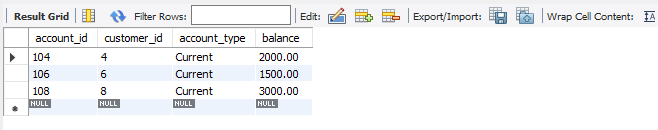 Result Grid Filter Rows: Edit: Export/Import: Wrap Cell Content: IA
account_id customer_id account_type balance
104 4 Current 2000.00
106 6 Current 1500.00
108 8 Current 3000.00
NULL NULL NULL NULL